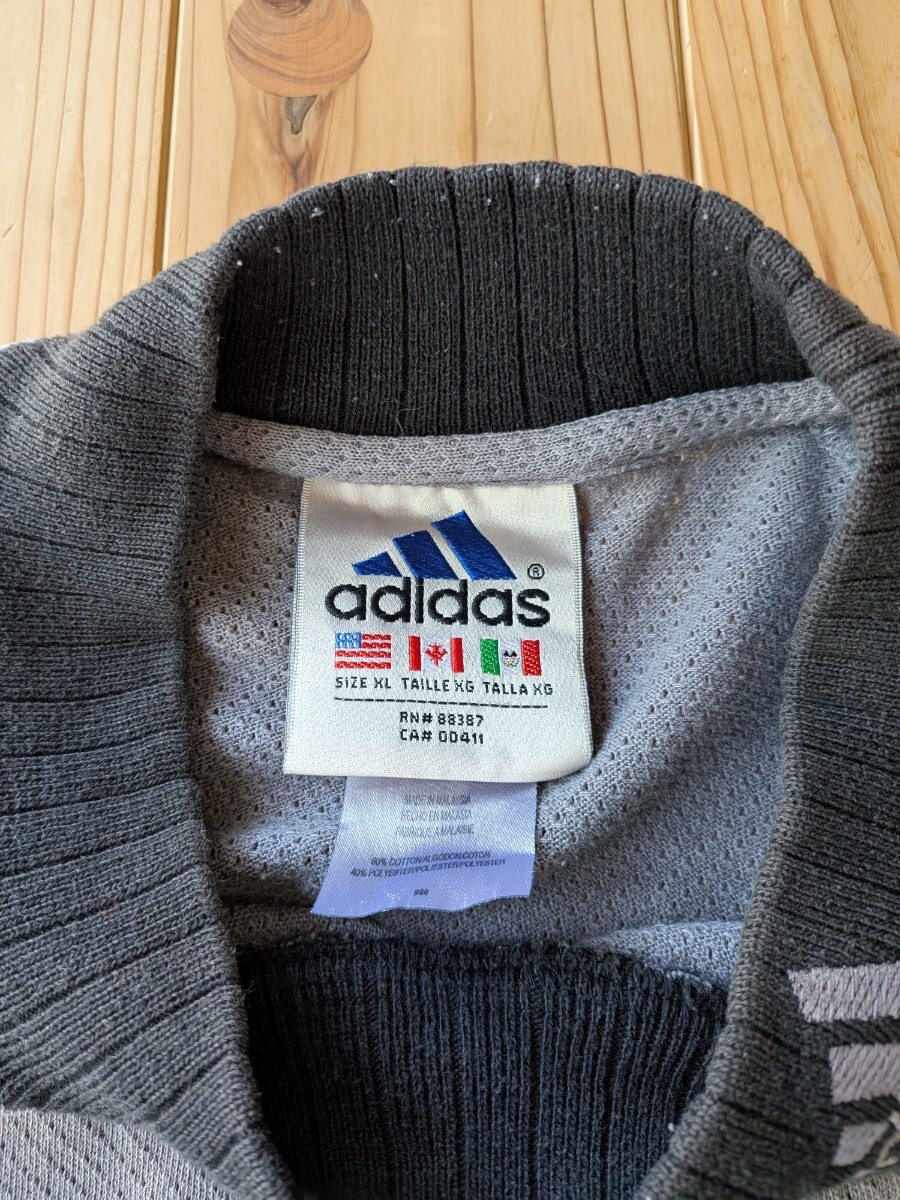 adidas®
SIZE XL TAILLE XG TALLA XG
RN# 88387
CA# 00411
MADE IN MALAYSIA
HECHO EN MALASIA
FABRIQUE A MALAISIE
60% COTTON/ALGODON/COTON
40% POLYESTER/POLIESTER/POLYESTER